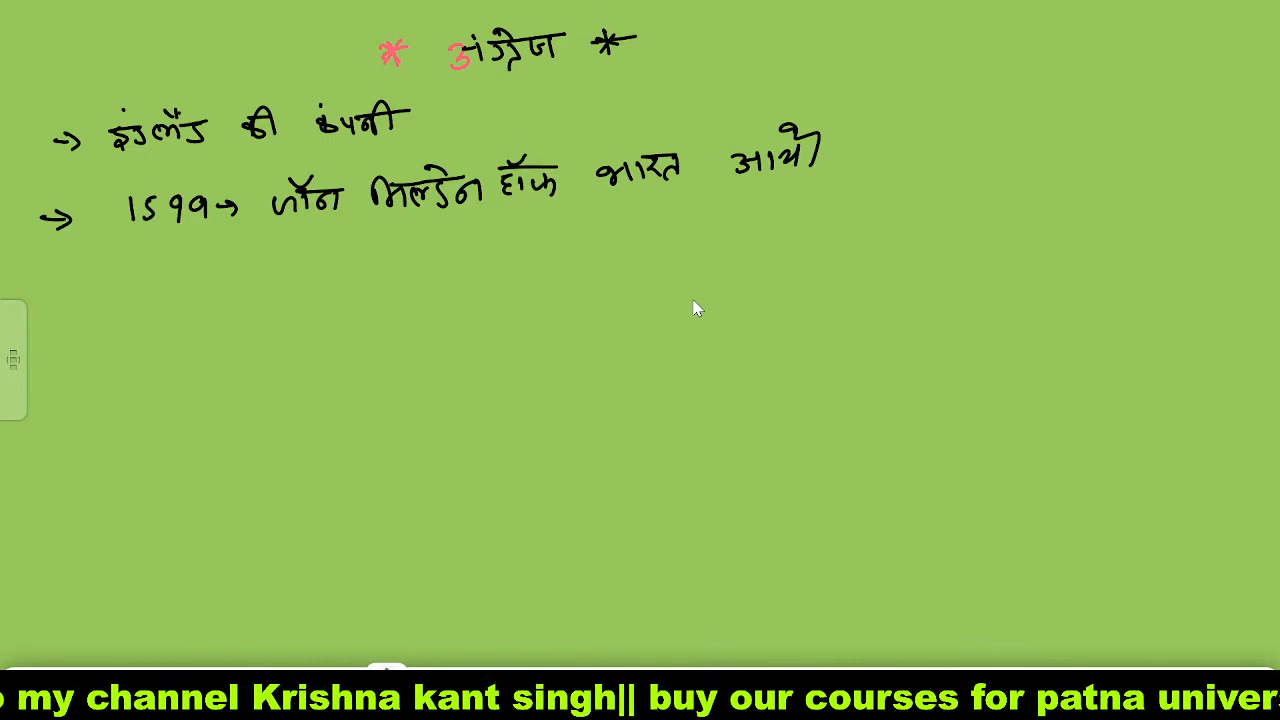 * अंग्रेज *
→ इंग्लैंड की कंपनी
→ 1599 → जॉन मिल्डेन हॉल भारत आये
o my channel Krishna kant singh|| buy our courses for patna univer